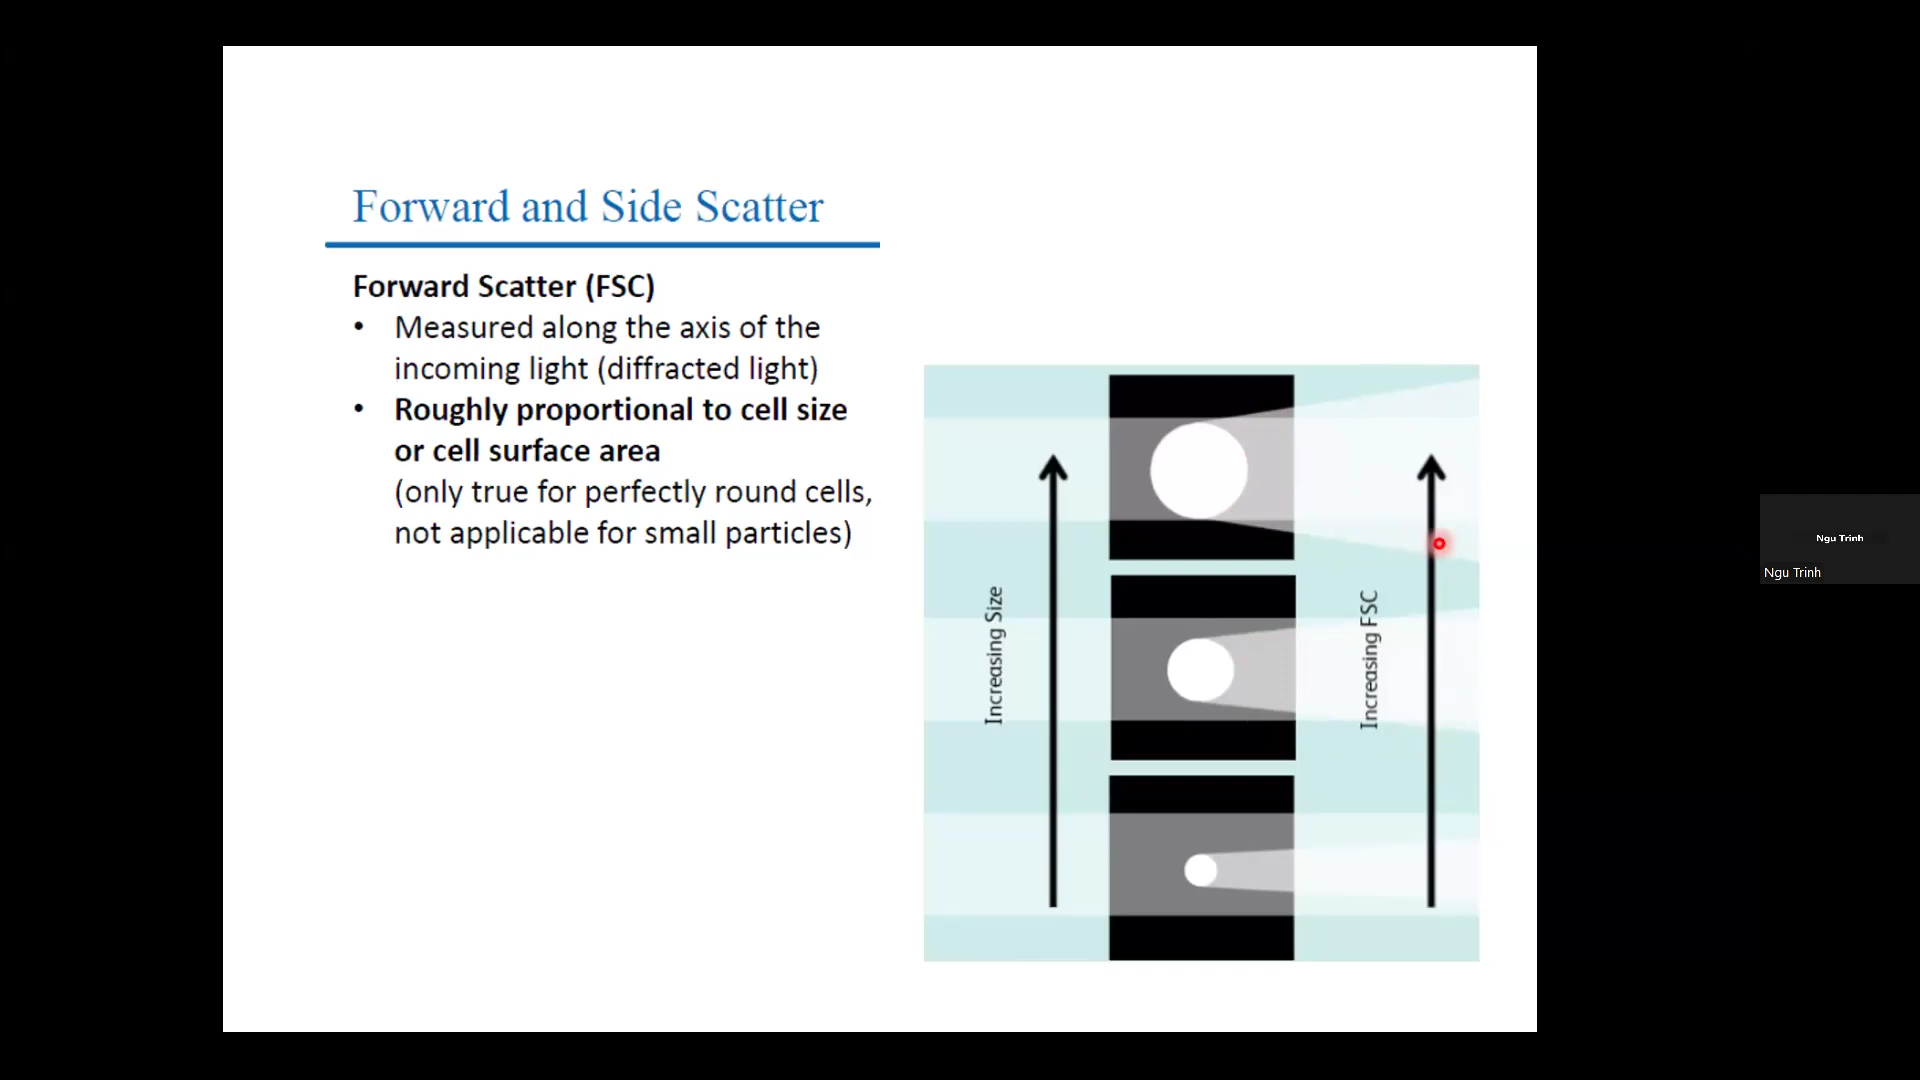 Forward and Side Scatter
Forward Scatter (FSC)
• Measured along the axis of the
incoming light (diffracted light)
• Roughly proportional to cell size
or cell surface area
(only true for perfectly round cells,
not applicable for small particles)
Increasing Size
Increasing FSC
Ngu Trinh
Ngu Trinh